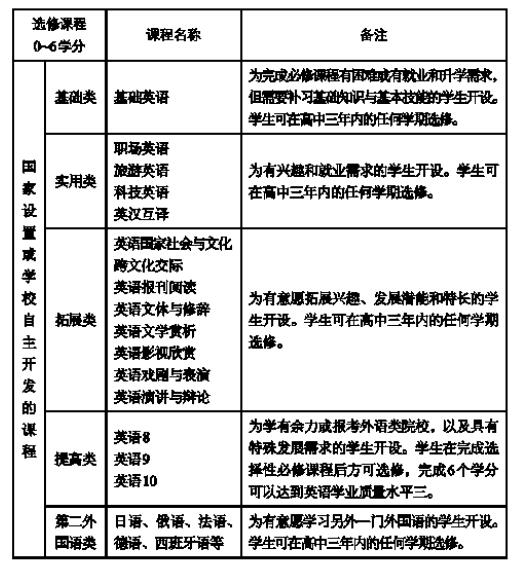 选修课程
0~6学分
课程名称
备注
国家设置或学校自主开发的课程
基础类
基础英语
为完成必修课程有困难或有就业和升学需求，
但需要补习基础知识与基本技能的学生开设。
学生可在高中三年内的任何学期选修。
实用类
职场英语
旅游英语
科技英语
英汉互译
为有兴趣和就业需求的学生开设。学生可
在高中三年内的任何学期选修。
拓展类
英语国家社会与文化
跨文化交际
英语报刊阅读
英语文体与修辞
英语文学赏析
英语影视欣赏
英语戏剧与表演
英语演讲与辩论
为有意愿拓展兴趣、发展潜能和特长的学
生开设。学生可在高中三年内的任何学期
选修。
提高类
英语8
英语9
英语10
为学有余力或报考外语类院校，以及具有
特殊发展需求的学生开设。学生在完成选
择性必修课程后方可选修，完成6个学分
可以达到英语学业质量水平三。
第二外
国语类
日语、俄语、法语、
德语、西班牙语等
为有意愿学习另外一门外国语的学生开设。
学生可在高中三年内的任何学期选修。